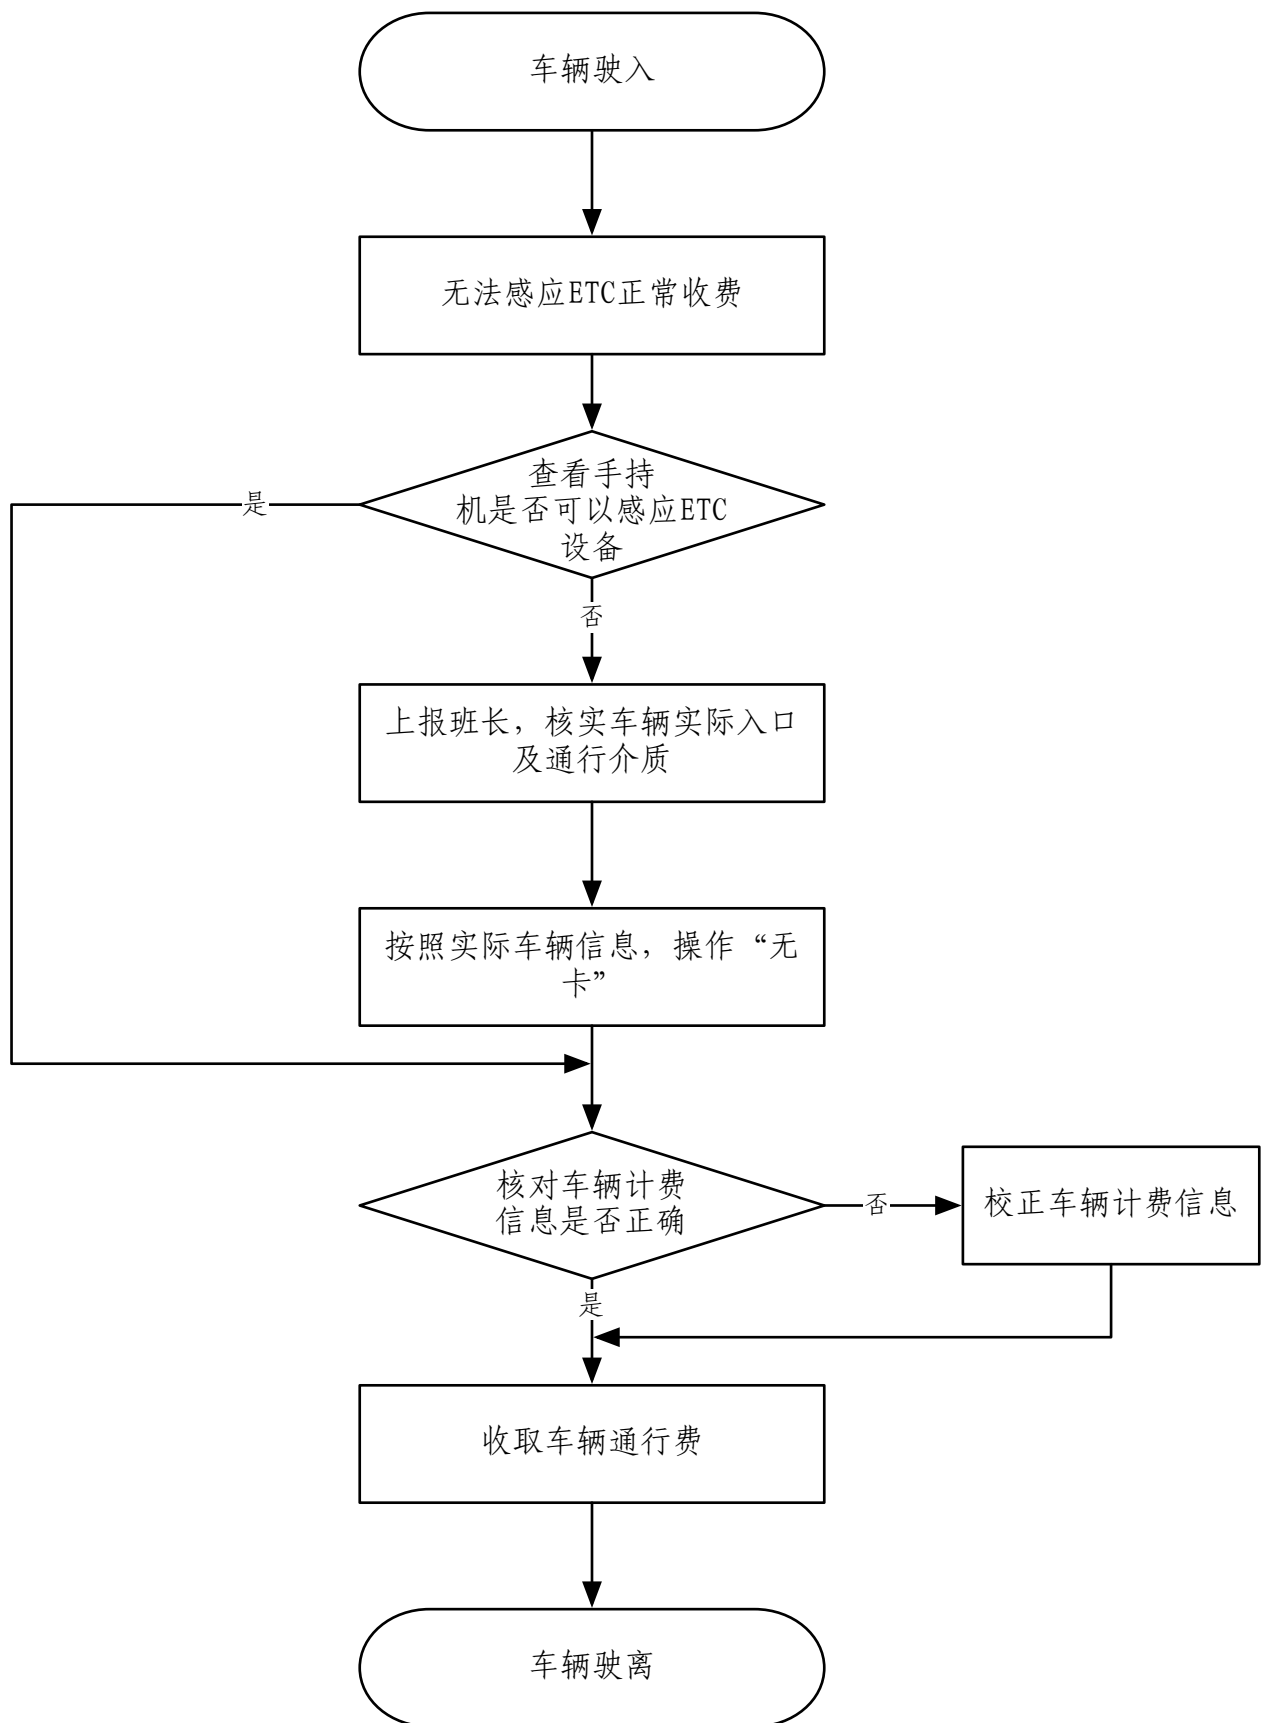 车辆驶入
无法感应ETC正常收费
查看手持
机是否可以感应ETC
设备
是
否
上报班长，核实车辆实际入口
及通行介质
按照实际车辆信息，操作“无
卡”
核对车辆计费
信息是否正确
否
校正车辆计费信息
是
收取车辆通行费
车辆驶离